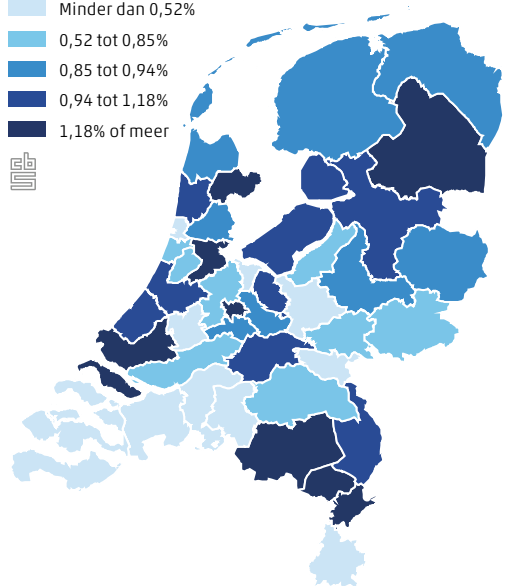 Minder dan 0,52%
0,52 tot 0,85%
0,85 tot 0,94%
0,94 tot 1,18%
1,18% of meer
cbs